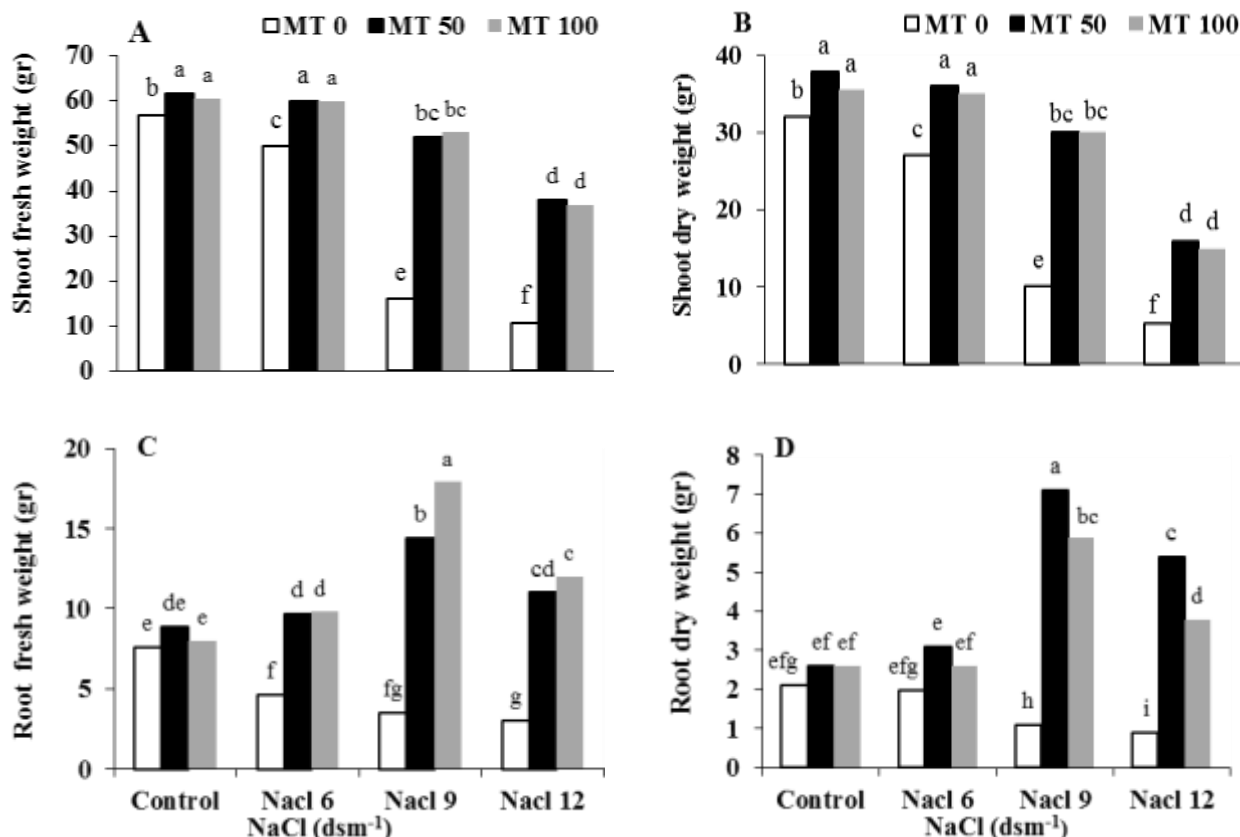 A
MT 0 MT 50 MT 100
Shoot fresh weight (gr)
70
60
50
40
30
20
10
0
b a a
c a a
e bc bc
f d d
B
MT 0 MT 50 MT 100
Shoot dry weight (gr)
40
30
20
10
0
b a a
c a a
e bc bc
f d d
C
Root fresh weight (gr)
20
15
10
5
0
e de e
f d d
fg b a
g cd c
Control Nacl 6 Nacl 9 Nacl 12
NaCl (dsm⁻¹)
D
Root dry weight (gr)
8
7
6
5
4
3
2
1
0
efg ef ef
efg e ef
h a bc
i c d
Control Nacl 6 Nacl 9 Nacl 12
NaCl (dsm⁻¹)